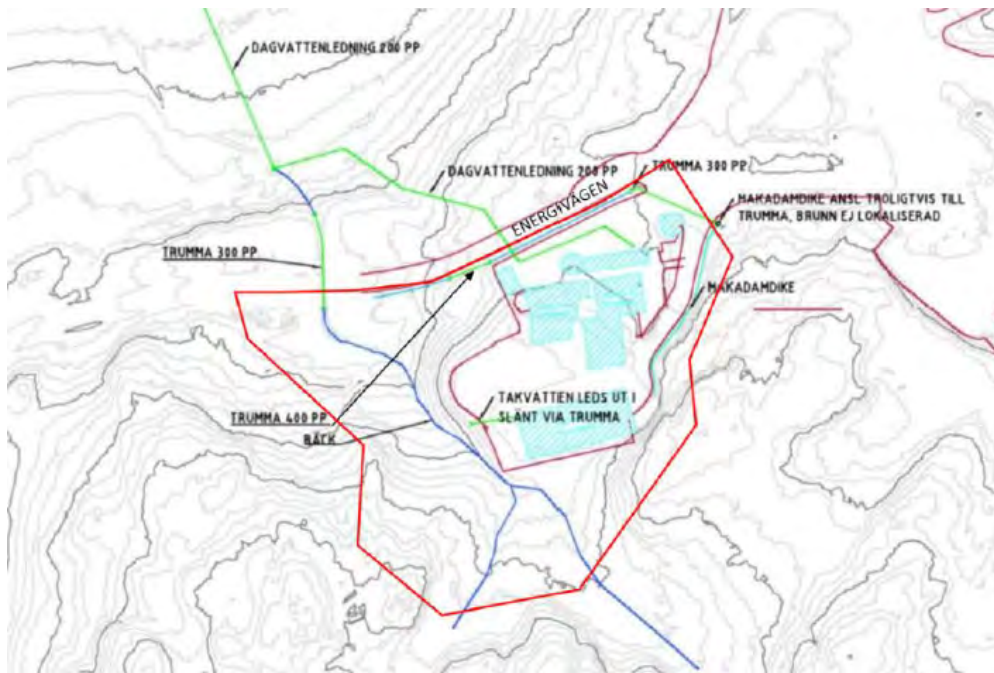 DAGVATTENLEDNING 200 PP
DAGVATTENLEDNING 200 PP
TRUMMA 300 PP
ENERGIVÄGEN
MAKADAMDIKE ANSL TROLIGTVIS TILL
TRUMMA, BRUNN EJ LOKALISERAD
TRUMMA 300 PP
MAKADAMDIKE
TAKVATTEN LEDS UT I
SLÄNT VIA TRUMMA
TRUMMA 400 PP
BÄCK